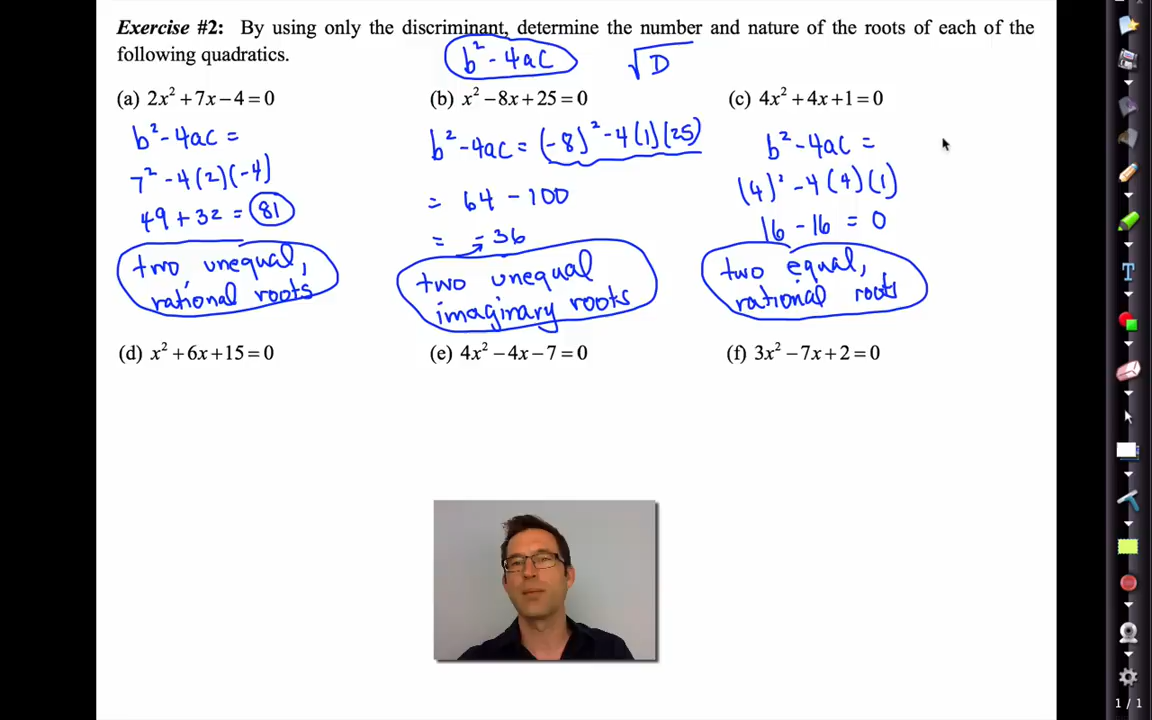 Exercise #2: By using only the discriminant, determine the number and nature of the roots of each of the
following quadratics.
b² - 4ac
√D
(a) 2x² + 7x − 4 = 0
(b) x² − 8x + 25 = 0
(c) 4x² + 4x + 1 = 0
b² - 4ac =
7² - 4(2)(-4)
49 + 32 = 81
two unequal,
rational roots
b² - 4ac = (-8)² - 4(1)(25)
= 64 - 100
= -36
two unequal
imaginary roots
b² - 4ac =
(4)² - 4(4)(1)
16 - 16 = 0
two equal,
rational roots
(d) x² + 6x + 15 = 0
(e) 4x² − 4x − 7 = 0
(f) 3x² − 7x + 2 = 0
T
1 / 1